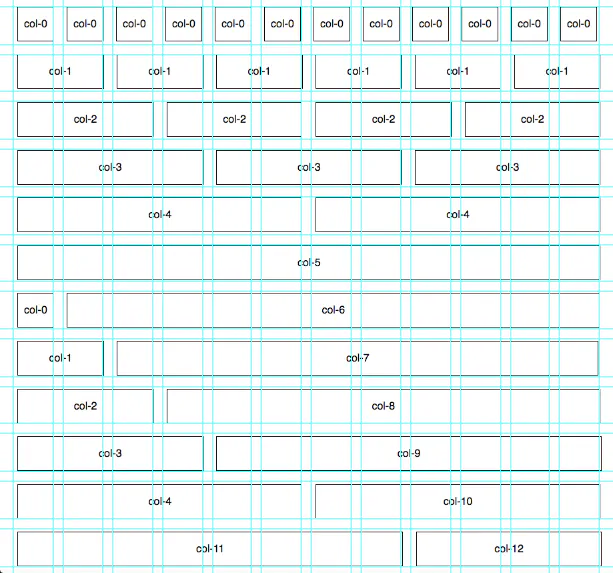 col-0 col-0 col-0 col-0 col-0 col-0 col-0 col-0 col-0 col-0 col-0 col-0
col-1 col-1 col-1 col-1 col-1 col-1
col-2 col-2 col-2 col-2
col-3 col-3 col-3
col-4 col-4
col-5
col-0 col-6
col-1 col-7
col-2 col-8
col-3 col-9
col-4 col-10
col-11 col-12